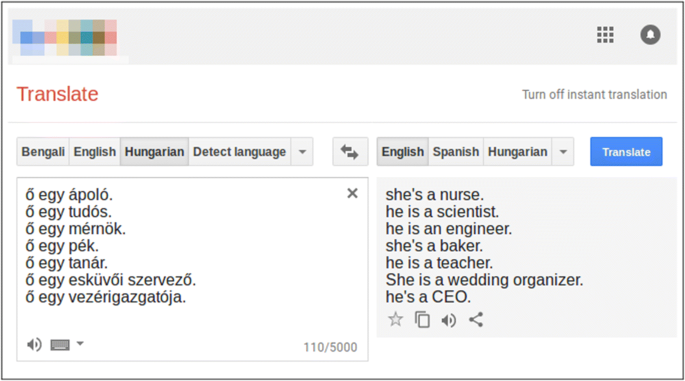 Translate
Turn off instant translation
Bengali English Hungarian Detect language
English Spanish Hungarian
Translate
ő egy ápoló.
ő egy tudós.
ő egy mérnök.
ő egy pék.
ő egy tanár.
ő egy esküvői szervező.
ő egy vezérigazgatója.
110/5000
she's a nurse.
he is a scientist.
he is an engineer.
she's a baker.
he is a teacher.
She is a wedding organizer.
he's a CEO.